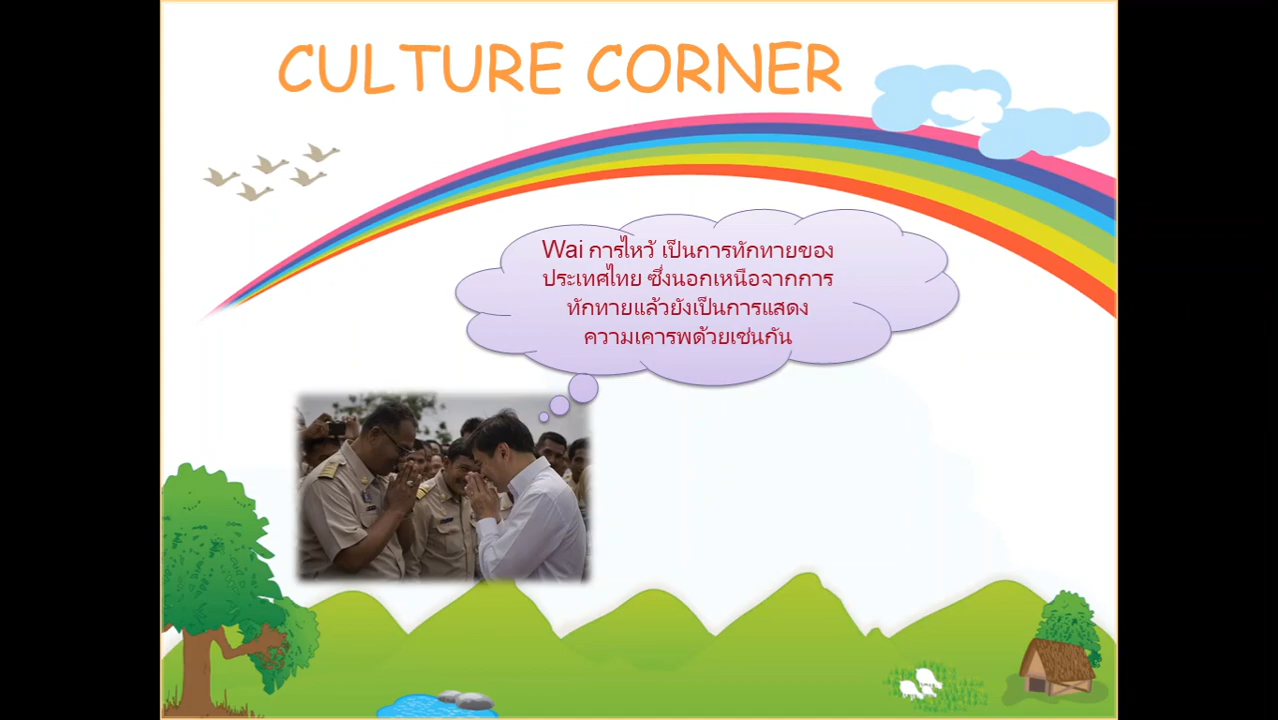 CULTURE CORNER
Wai การไหว้ เป็นการทักทายของ
ประเทศไทย ซึ่งนอกเหนือจากการ
ทักทายแล้วยังเป็นการแสดง
ความเคารพด้วยเช่นกัน